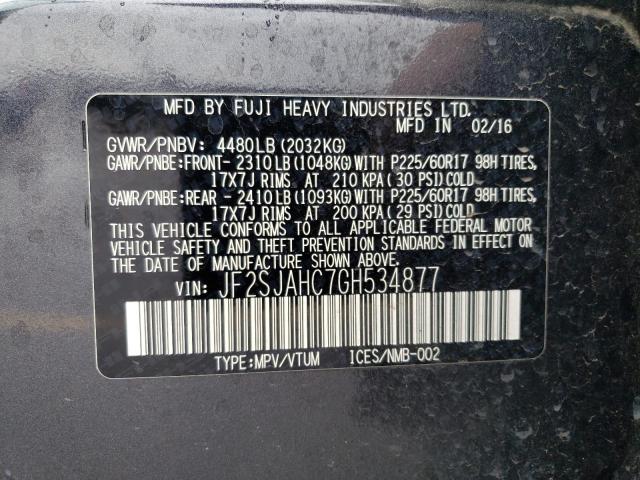 MFD BY FUJI HEAVY INDUSTRIES LTD.
MFD IN 02/16
GVWR/PNBV: 4480LB (2032KG)
GAWR/PNBE:FRONT- 2310LB (1048KG) WITH P225/60R17 98H TIRES,
17X7J RIMS AT 210 KPA (30 PSI) COLD
GAWR/PNBE:REAR - 2410LB (1093KG) WITH P225/60R17 98H TIRES,
17X7J RIMS AT 200 KPA (29 PSI) COLD
THIS VEHICLE CONFORMS TO ALL APPLICABLE FEDERAL MOTOR
VEHICLE SAFETY AND THEFT PREVENTION STANDARDS IN EFFECT ON
THE DATE OF MANUFACTURE SHOWN ABOVE.
VIN: JF2SJAHC7GH534877
TYPE:MPV/VTUM ICES/NMB-002